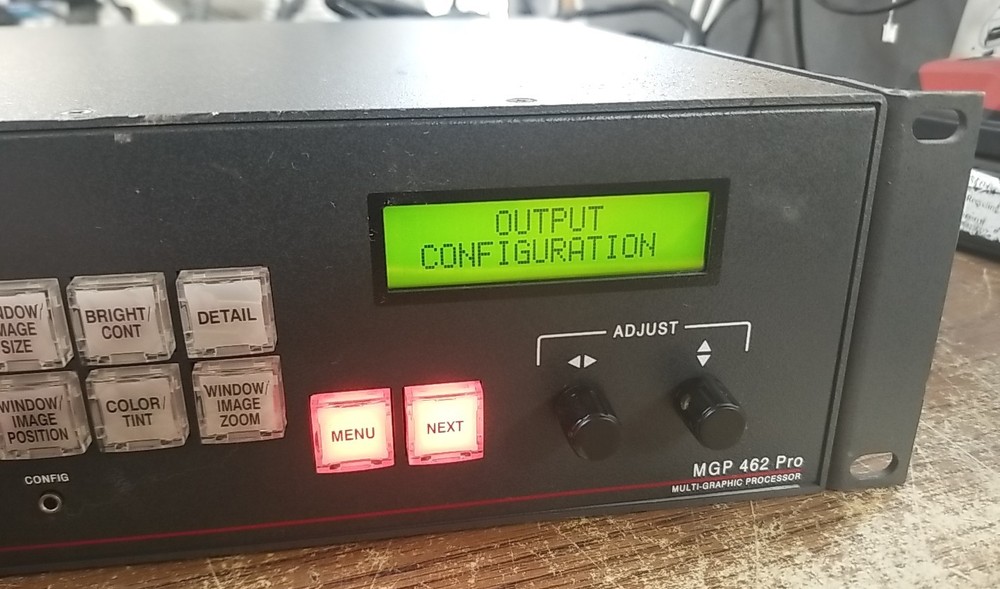 OUTPUT
CONFIGURATION
IMAGE
SIZE
BRIGHT/
CONT
DETAIL
WINDOW/
IMAGE
POSITION
COLOR/
TINT
WINDOW/
IMAGE
ZOOM
MENU
NEXT
ADJUST
CONFIG
MGP 462 Pro
MULTI-GRAPHIC PROCESSOR